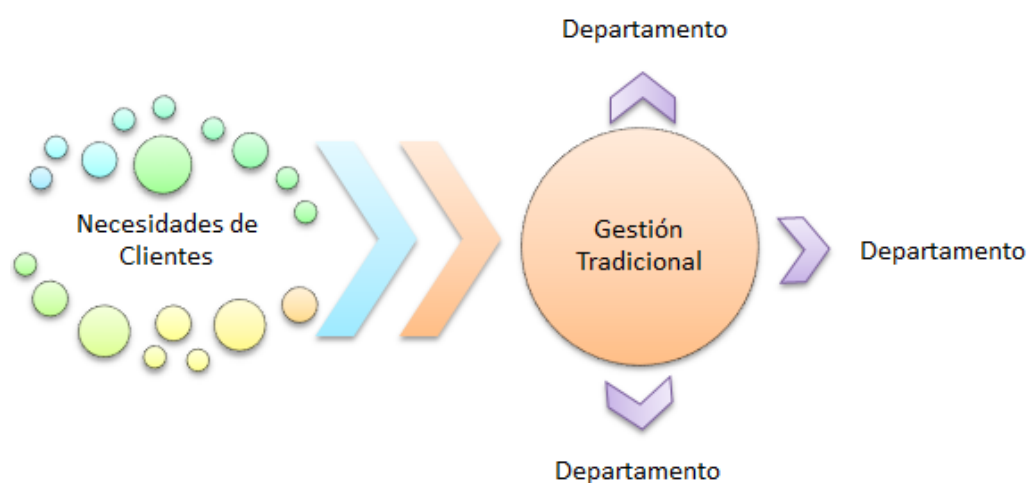 Departamento
Necesidades de
Clientes
Gestión
Tradicional
Departamento
Departamento